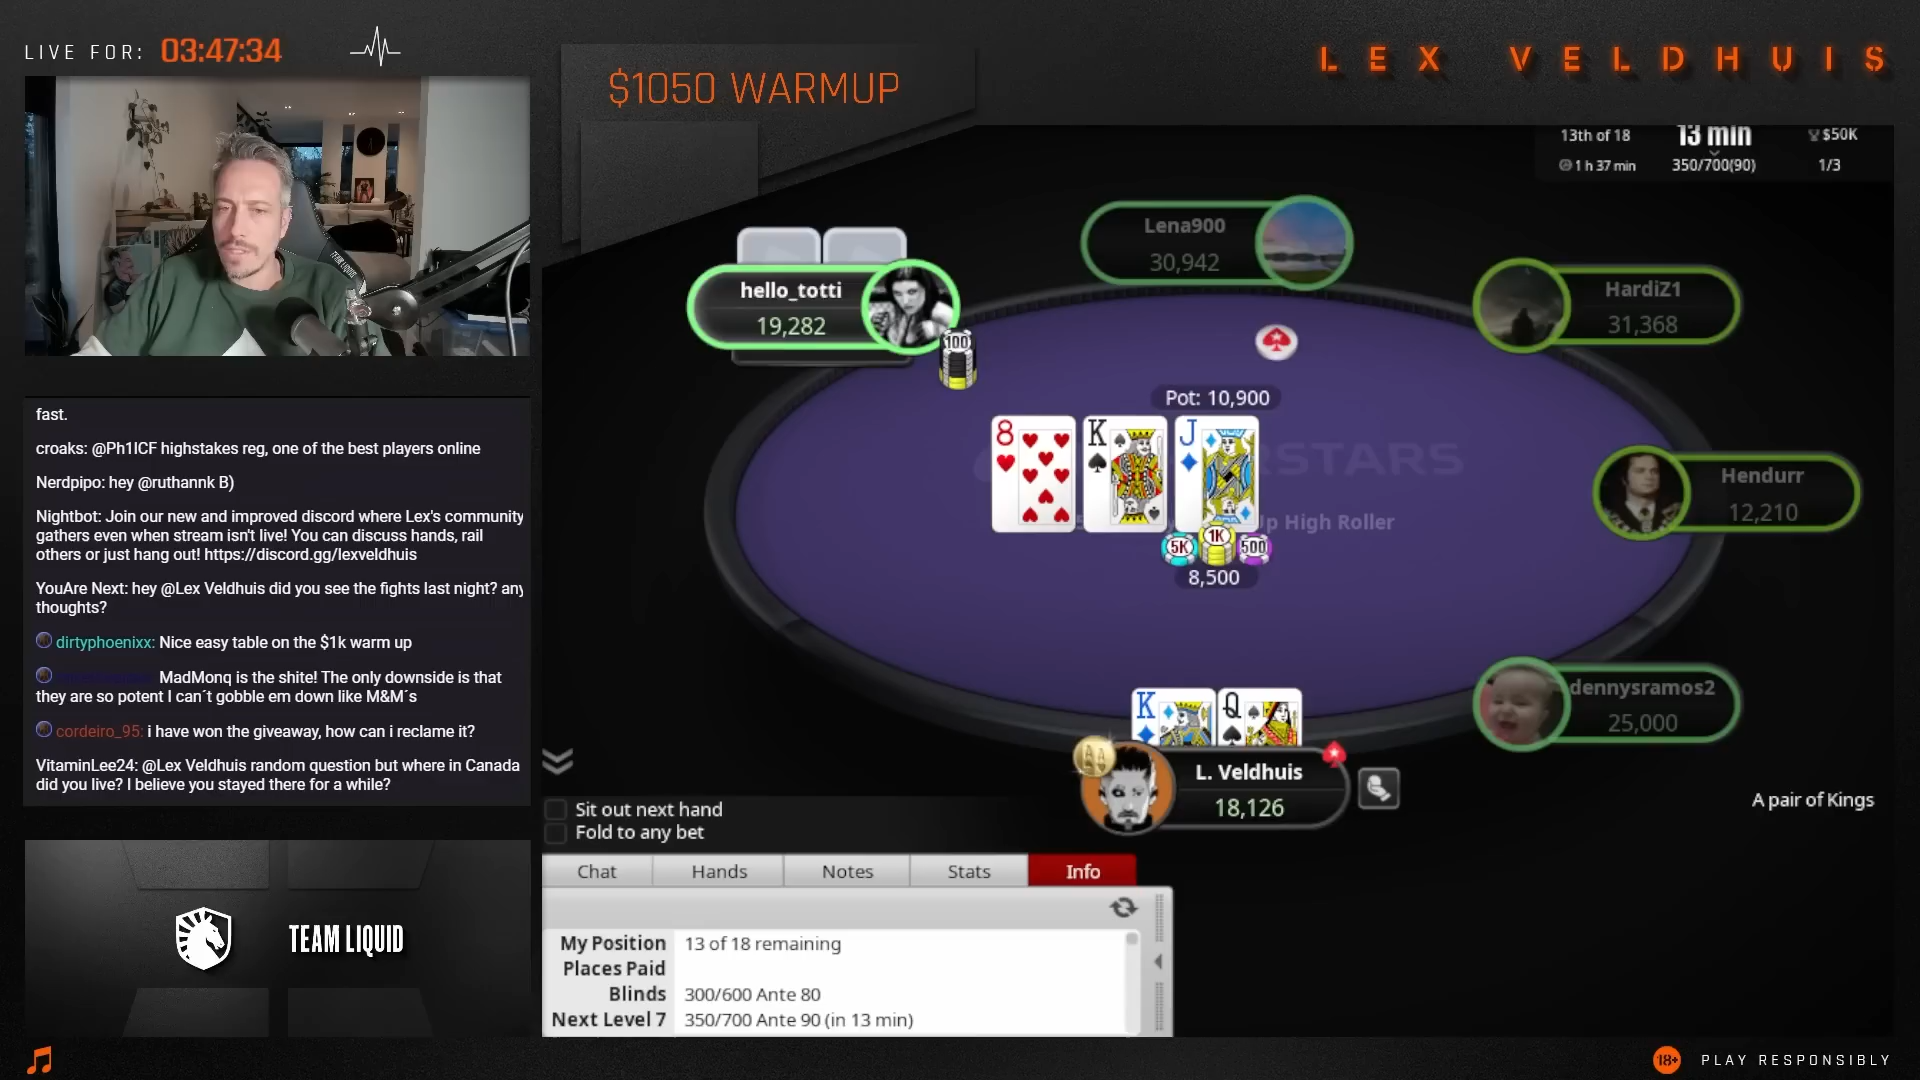 LIVE FOR: 03:47:34
$1050 WARMUP
LEX VELDHUIS
fast.
croaks: @Ph1lCF highstakes reg, one of the best players online
Nerdpipo: hey @ruthannk B)
Nightbot: Join our new and improved discord where Lex's community
gathers even when stream isn't live! You can discuss hands, rail
others or just hang out! https://discord.gg/lexveldhuis
YouAre Next: hey @Lex Veldhuis did you see the fights last night? any
thoughts?
dirtyphoenixx: Nice easy table on the $1k warm up
MadMonq is the shite! The only downside is that
they are so potent I can´t gobble em down like M&M´s
cordeiro_95: i have won the giveaway, how can i reclaim it?
VitaminLee24: @Lex Veldhuis random question but where in Canada
did you live? I believe you stayed there for a while?
TEAM LIQUID
13th of 18
13 min
$50K
1 h 37 min
350/700(90)
1/3
hello_totti
19,282
100
Lena900
30,942
HardiZ1
31,368
Hendurr
12,210
dennysramos2
25,000
Pot: 10,900
8
K
J
RSTARS
Up High Roller
5K
1K
500
8,500
K
Q
L. Veldhuis
18,126
A pair of Kings
Sit out next hand
Fold to any bet
Chat
Hands
Notes
Stats
Info
My Position 13 of 18 remaining
Places Paid
Blinds 300/600 Ante 80
Next Level 7 350/700 Ante 90 (in 13 min)
18+ PLAY RESPONSIBLY